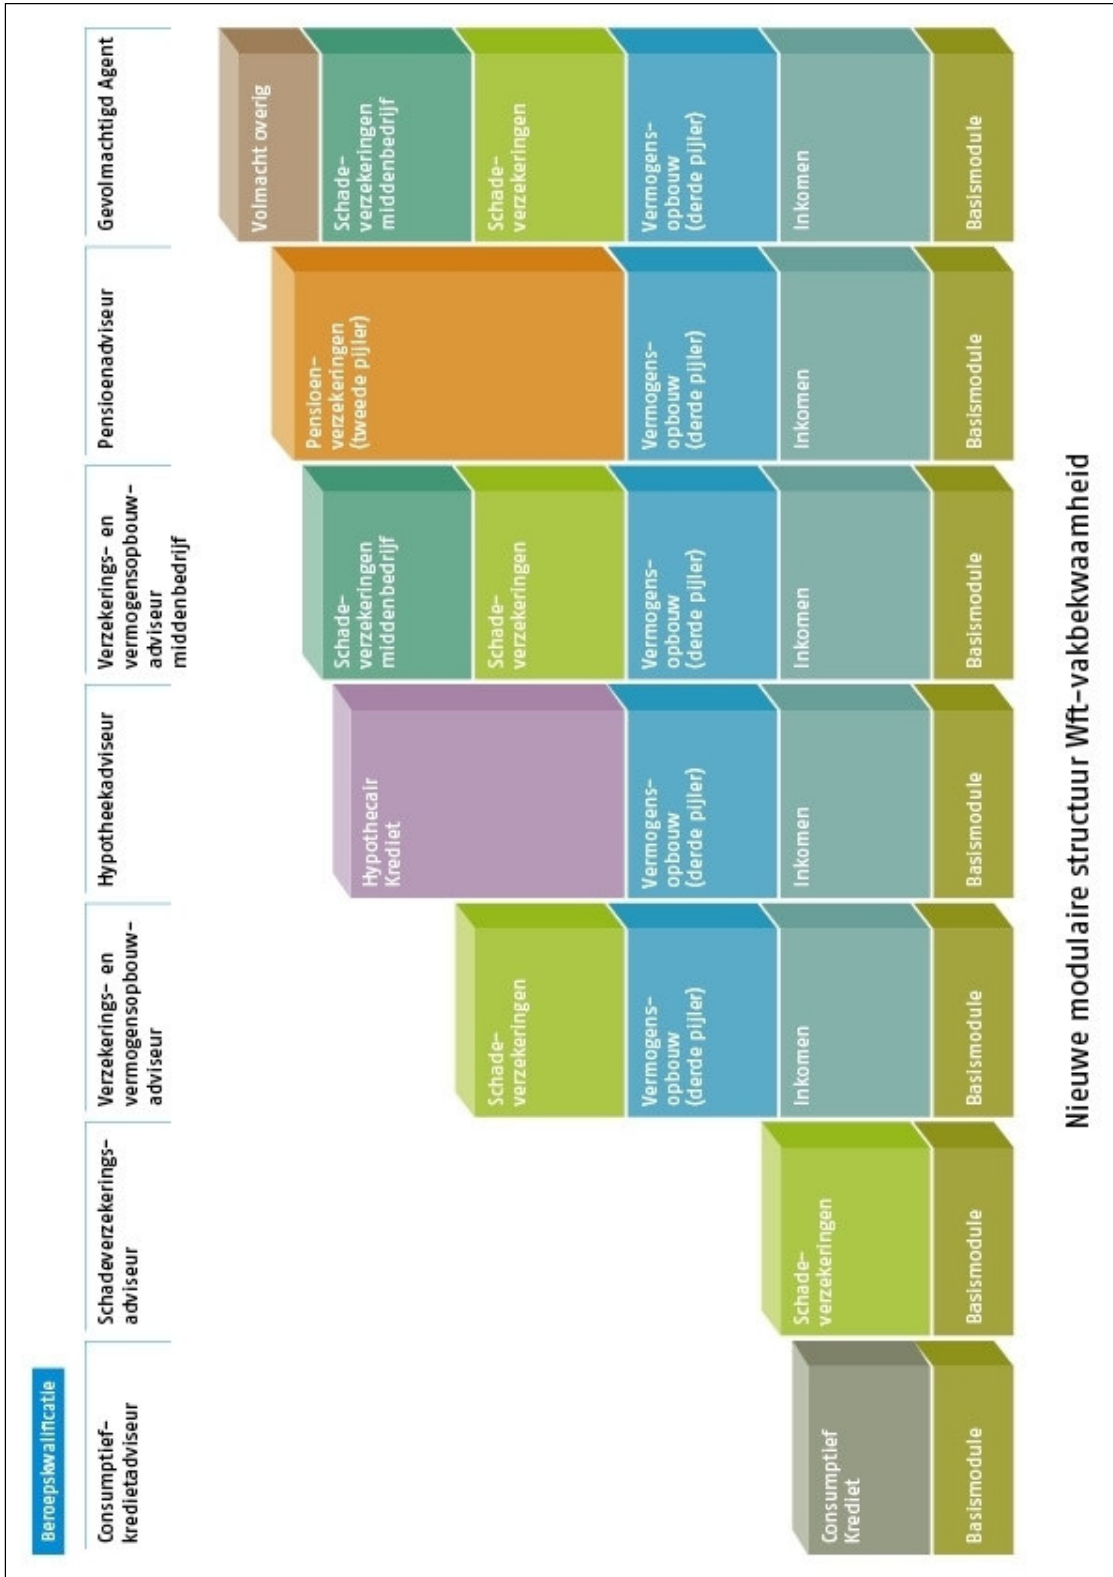 Beroepskwalificatie
Consumptief-
kredietadviseur
Schadeverzekerings-
adviseur
Verzekerings- en
vermogensopbouw-
adviseur
Hypotheekadviseur
Verzekerings- en
vermogensopbouw-
adviseur
middenbedrijf
Pensioenadviseur
Gevolmachtigd Agent
Consumptief
Krediet
Basismodule
Schade-
verzekeringen
Basismodule
Schade-
verzekeringen
Vermogens-
opbouw
(derde pijler)
Inkomen
Basismodule
Hypothecair
Krediet
Vermogens-
opbouw
(derde pijler)
Inkomen
Basismodule
Schade-
verzekeringen
middenbedrijf
Schade-
verzekeringen
Vermogens-
opbouw
(derde pijler)
Inkomen
Basismodule
Pensioen-
verzekeringen
(tweede pijler)
Vermogens-
opbouw
(derde pijler)
Inkomen
Basismodule
Volmacht overig
Schade-
verzekeringen
middenbedrijf
Schade-
verzekeringen
Vermogens-
opbouw
(derde pijler)
Inkomen
Basismodule
Nieuwe modulaire structuur Wft-vakbekwaamheid